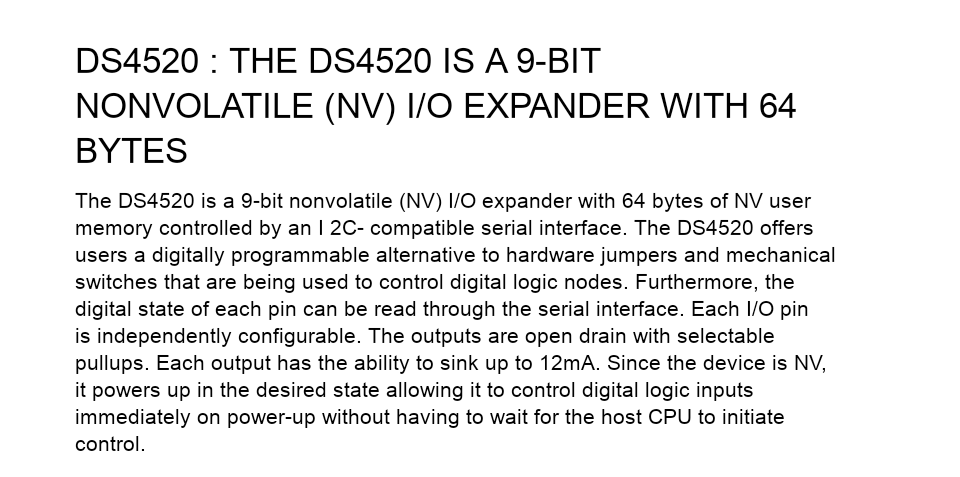 DS4520 : THE DS4520 IS A 9-BIT
NONVOLATILE (NV) I/O EXPANDER WITH 64
BYTES
The DS4520 is a 9-bit nonvolatile (NV) I/O expander with 64 bytes of NV user
memory controlled by an I 2C- compatible serial interface. The DS4520 offers
users a digitally programmable alternative to hardware jumpers and mechanical
switches that are being used to control digital logic nodes. Furthermore, the
digital state of each pin can be read through the serial interface. Each I/O pin
is independently configurable. The outputs are open drain with selectable
pullups. Each output has the ability to sink up to 12mA. Since the device is NV,
it powers up in the desired state allowing it to control digital logic inputs
immediately on power-up without having to wait for the host CPU to initiate
control.